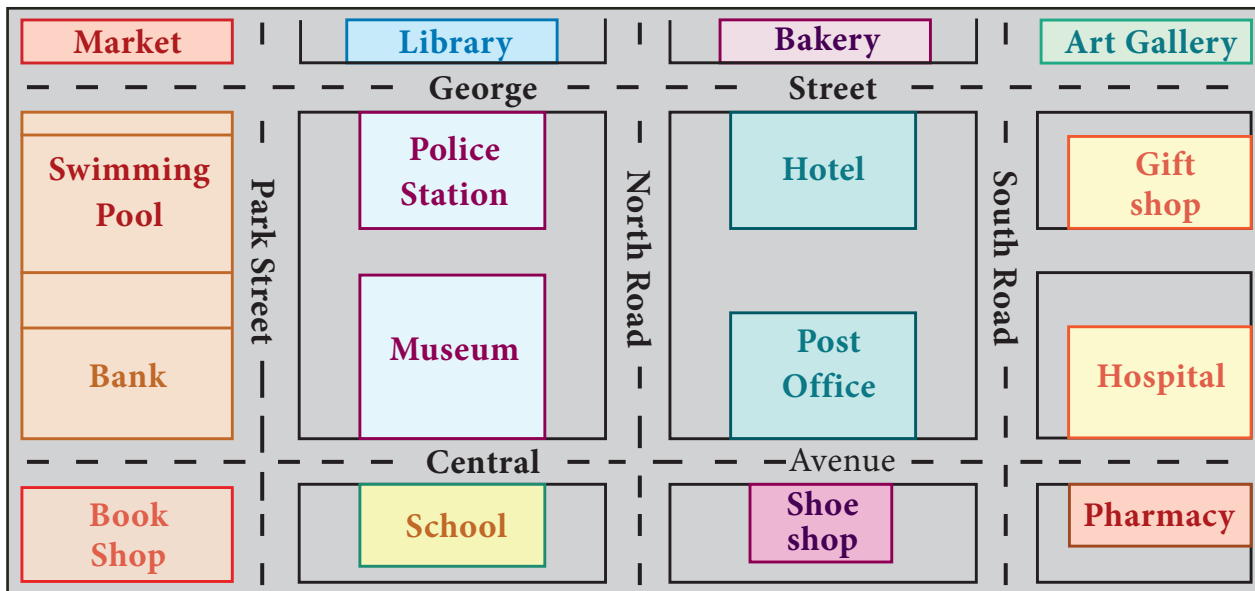 Market
Library
Bakery
Art Gallery
George Street
Swimming
Pool
Park Street
Police
Station
North Road
Hotel
South Road
Gift
shop
Bank
Museum
Post
Office
Hospital
Central Avenue
Book
Shop
School
Shoe
shop
Pharmacy